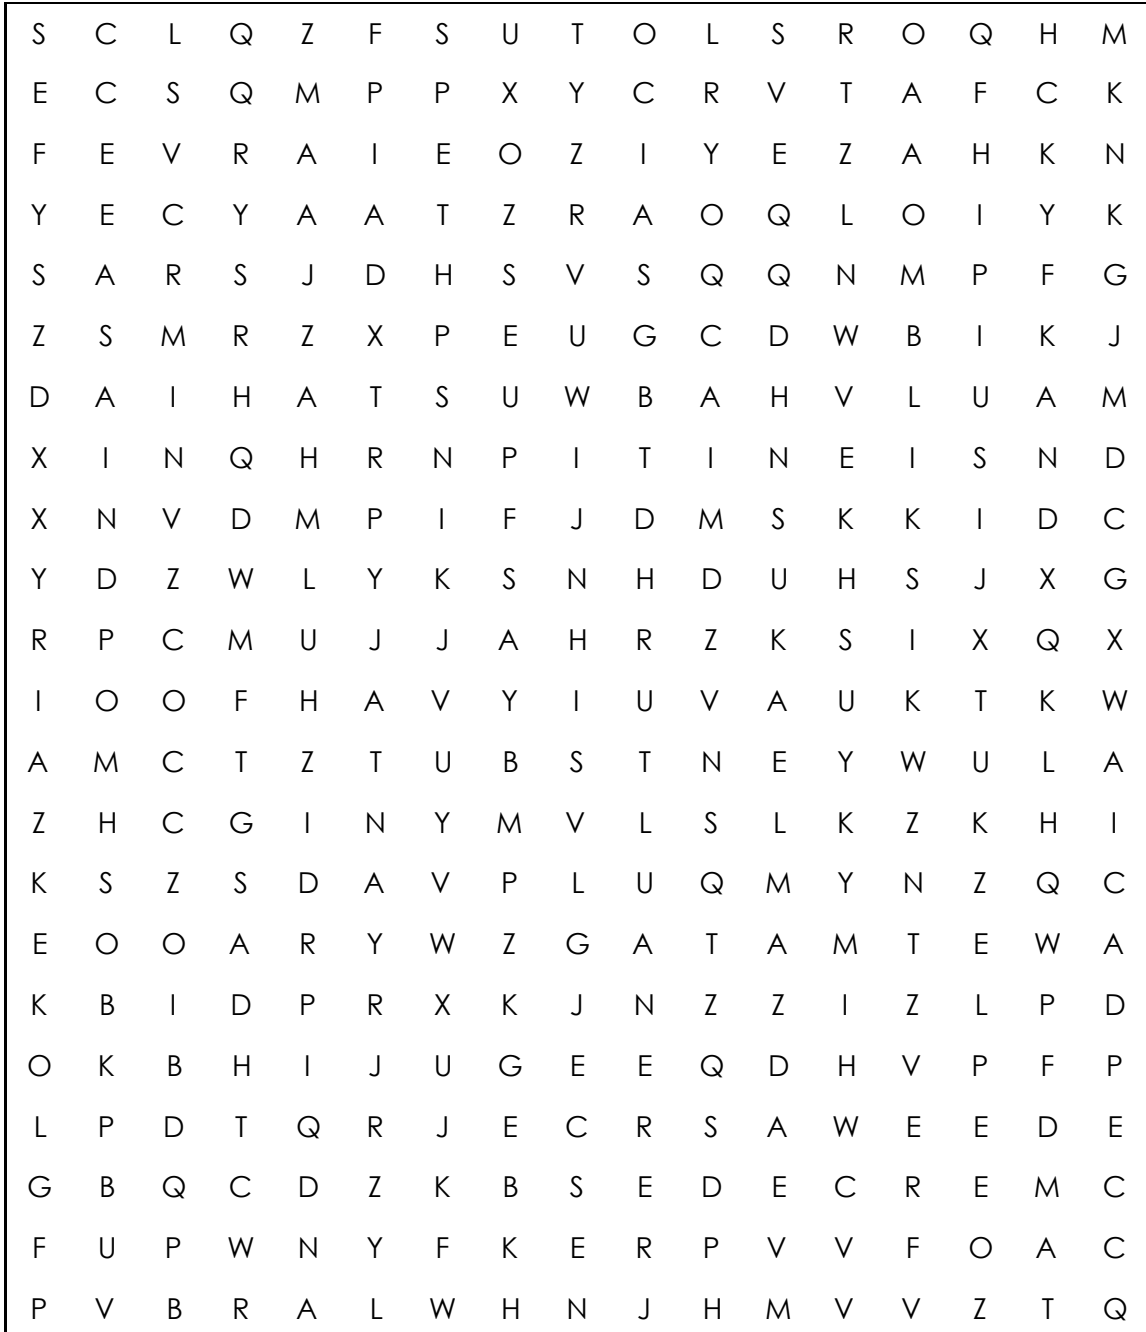 S C L Q Z F S U T O L S R O Q H M
E C S Q M P P X Y C R V T A F C K
F E V R A I E O Z I Y E Z A H K N
Y E C Y A A T Z R A O Q L O I Y K
S A R S J D H S V S Q Q N M P F G
Z S M R Z X P E U G C D W B I K J
D A I H A T S U W B A H V L U A M
X I N Q H R N P I T I N E I S N D
X N V D M P I F J D M S K K I D C
Y D Z W L Y K S N H D U H S J X G
R P C M U J J A H R Z K S I X Q X
I O O F H A V Y I U V A U K T K W
A M C T Z T U B S T N E Y W U L A
Z H C G I N Y M V L S L K Z K H I
K S Z S D A V P L U Q M Y N Z Q C
E O O A R Y W Z G A T A M T E W A
K B I D P R X K J N Z Z I Z L P D
O K B H I J U G E E Q D H V P F P
L P D T Q R J E C R S A W E E D E
G B Q C D Z K B S E D E C R E M C
F U P W N Y F K E R P V V F O A C
P V B R A L W H N J H M V V Z T Q